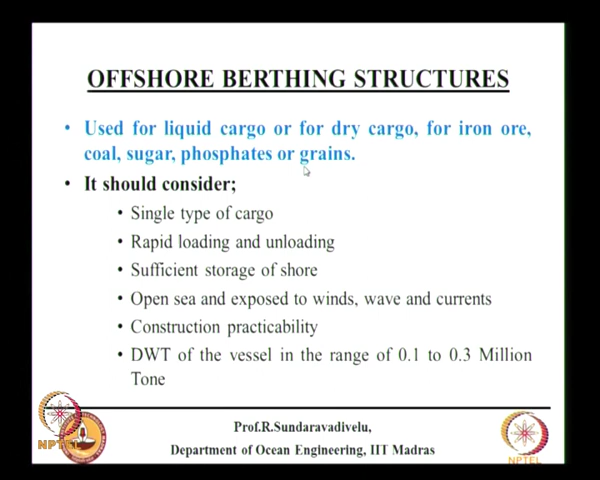 OFFSHORE BERTHING STRUCTURES
• Used for liquid cargo or for dry cargo, for iron ore,
coal, sugar, phosphates or grains.
• It should consider;
• Single type of cargo
• Rapid loading and unloading
• Sufficient storage of shore
• Open sea and exposed to winds, wave and currents
• Construction practicability
• DWT of the vessel in the range of 0.1 to 0.3 Million
Tone
Prof.R.Sundaravadivelu,
Department of Ocean Engineering, IIT Madras
NPTEL
NPTEL